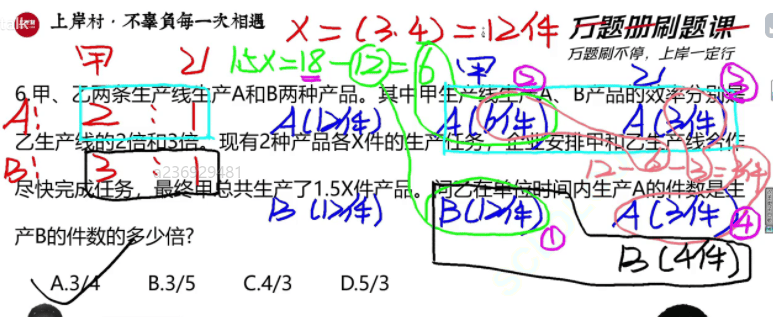 上岸村·不辜负每一次相遇
X=(3.4)=12件
万题册刷题课
万题刷不停，上岸一定行
甲 乙
1.5X=18-12=6
甲 乙
② ③
6.甲、乙两条生产线生产A和B两种产品。其中甲生产线生产A、B产品的效率分别是
A: 2 : 1
A(12件) A(6件) A(3件)
乙生产线的2倍和3倍。现有2种产品各X件的生产任务，企业安排甲和乙生产线合作
B: 3 : 1
12-6-3=3件
236929481
尽快完成任务，最终甲总共生产了1.5X件产品。问乙在单位时间内生产A的件数是生
B(12件) B(12件) A(3件)
① ④
产B的件数的多少倍?
B(4件)
A.3/4 B.3/5 C.4/3 D.5/3